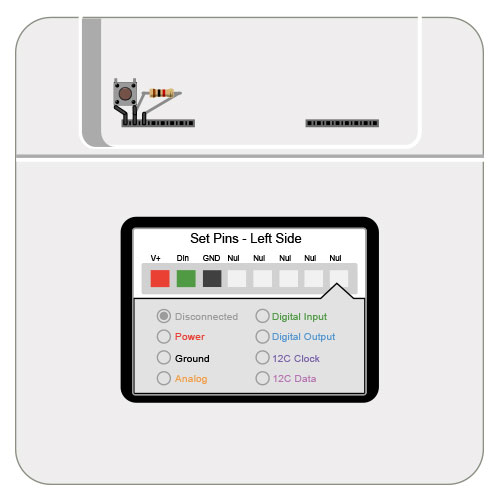 Set Pins - Left Side
V+ Din GND Nul Nul Nul Nul Nul
Disconnected Digital Input
Power Digital Output
Ground 12C Clock
Analog 12C Data